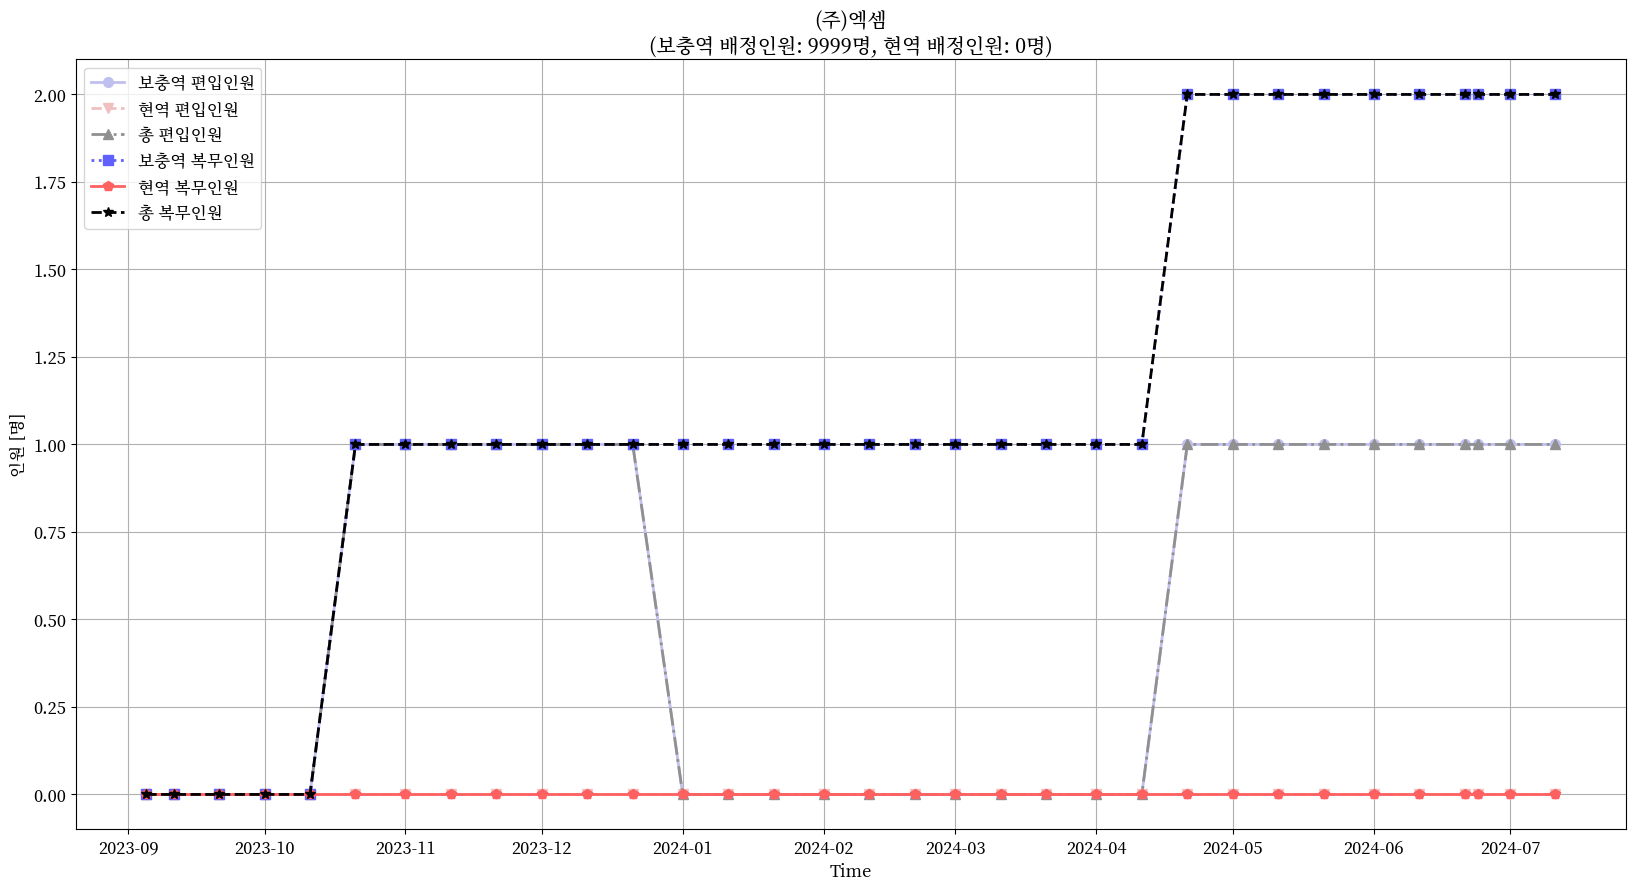 (주)엑셈
(보충역 배정인원: 9999명, 현역 배정인원: 0명)
보충역 편입인원
현역 편입인원
총 편입인원
보충역 복무인원
현역 복무인원
총 복무인원
인원 [명]
2.00
1.75
1.50
1.25
1.00
0.75
0.50
0.25
0.00
2023-09 2023-10 2023-11 2023-12 2024-01 2024-02 2024-03 2024-04 2024-05 2024-06 2024-07
Time